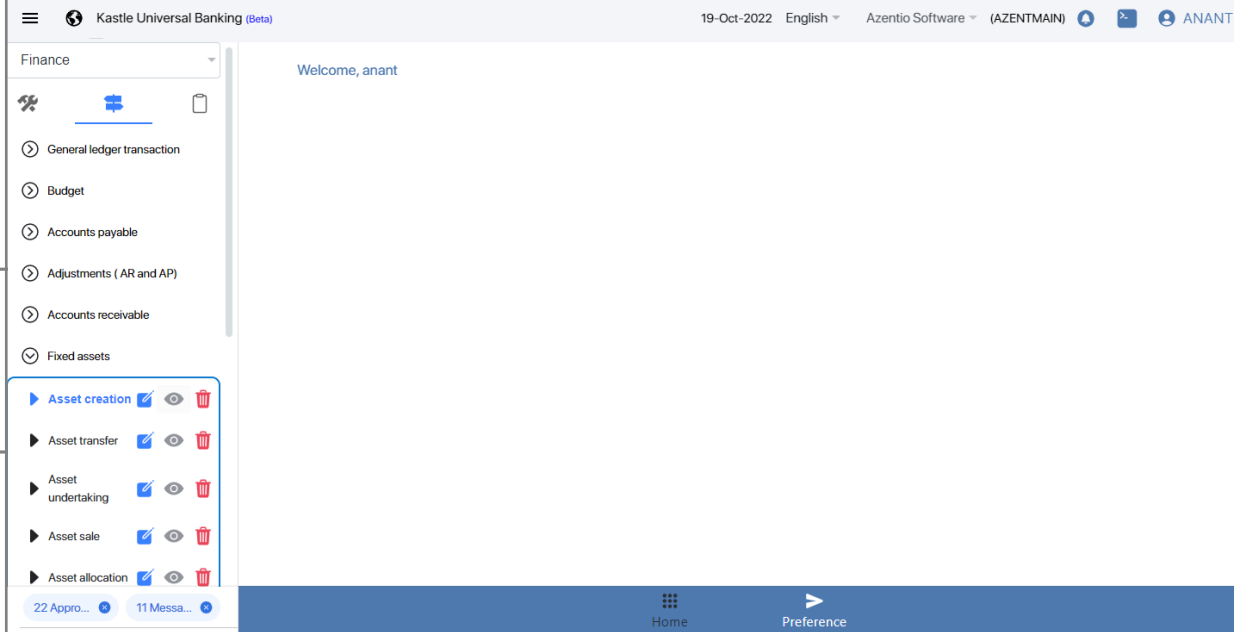 Kastle Universal Banking (Beta)
19-Oct-2022 English Azentio Software (AZENTMAIN) ANANT
Finance
Welcome, anant
General ledger transaction
Budget
Accounts payable
Adjustments ( AR and AP)
Accounts receivable
Fixed assets
Asset creation
Asset transfer
Asset
undertaking
Asset sale
Asset allocation
22 Appro... 11 Messa...
Home Preference